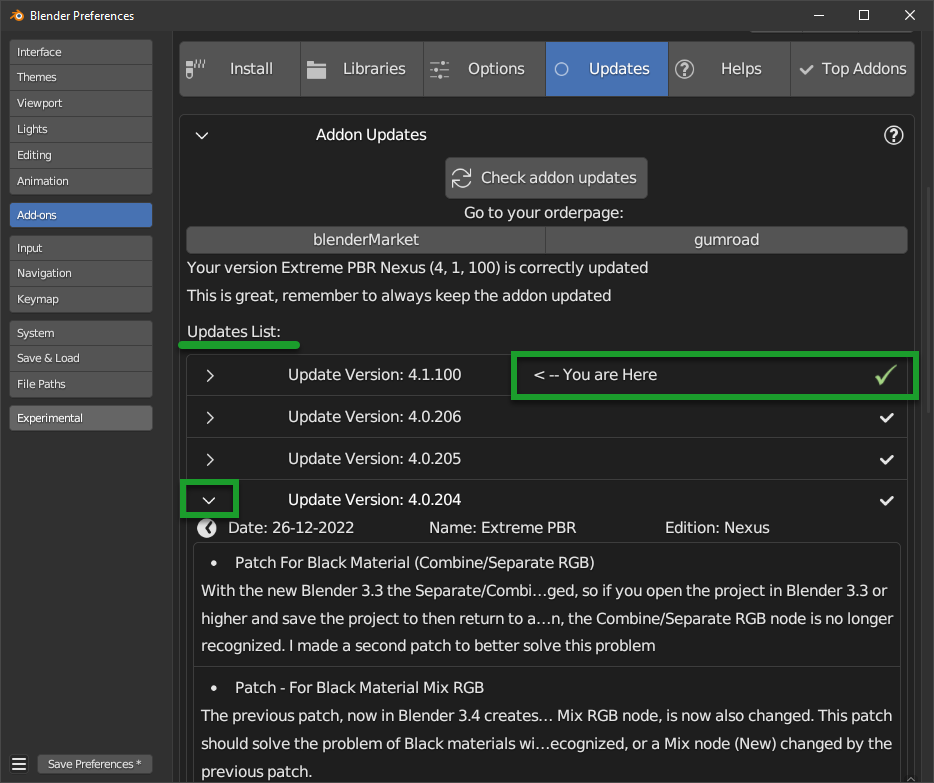 Blender Preferences
Interface
Themes
Viewport
Lights
Editing
Animation
Add-ons
Input
Navigation
Keymap
System
Save & Load
File Paths
Experimental
Save Preferences *
Install
Libraries
Options
Updates
Helps
Top Addons
Addon Updates
Check addon updates
Go to your orderpage:
blenderMarket
gumroad
Your version Extreme PBR Nexus (4, 1, 100) is correctly updated
This is great, remember to always keep the addon updated
Updates List:
Update Version: 4.1.100 < -- You are Here
Update Version: 4.0.206
Update Version: 4.0.205
Update Version: 4.0.204
Date: 26-12-2022 Name: Extreme PBR Edition: Nexus
• Patch For Black Material (Combine/Separate RGB)
With the new Blender 3.3 the Separate/Combi...ged, so if you open the project in Blender 3.3 or
higher and save the project to then return to a...n, the Combine/Separate RGB node is no longer
recognized. I made a second patch to better solve this problem
• Patch - For Black Material Mix RGB
The previous patch, now in Blender 3.4 creates... Mix RGB node, is now also changed. This patch
should solve the problem of Black materials wi...ecognized, or a Mix node (New) changed by the
previous patch.